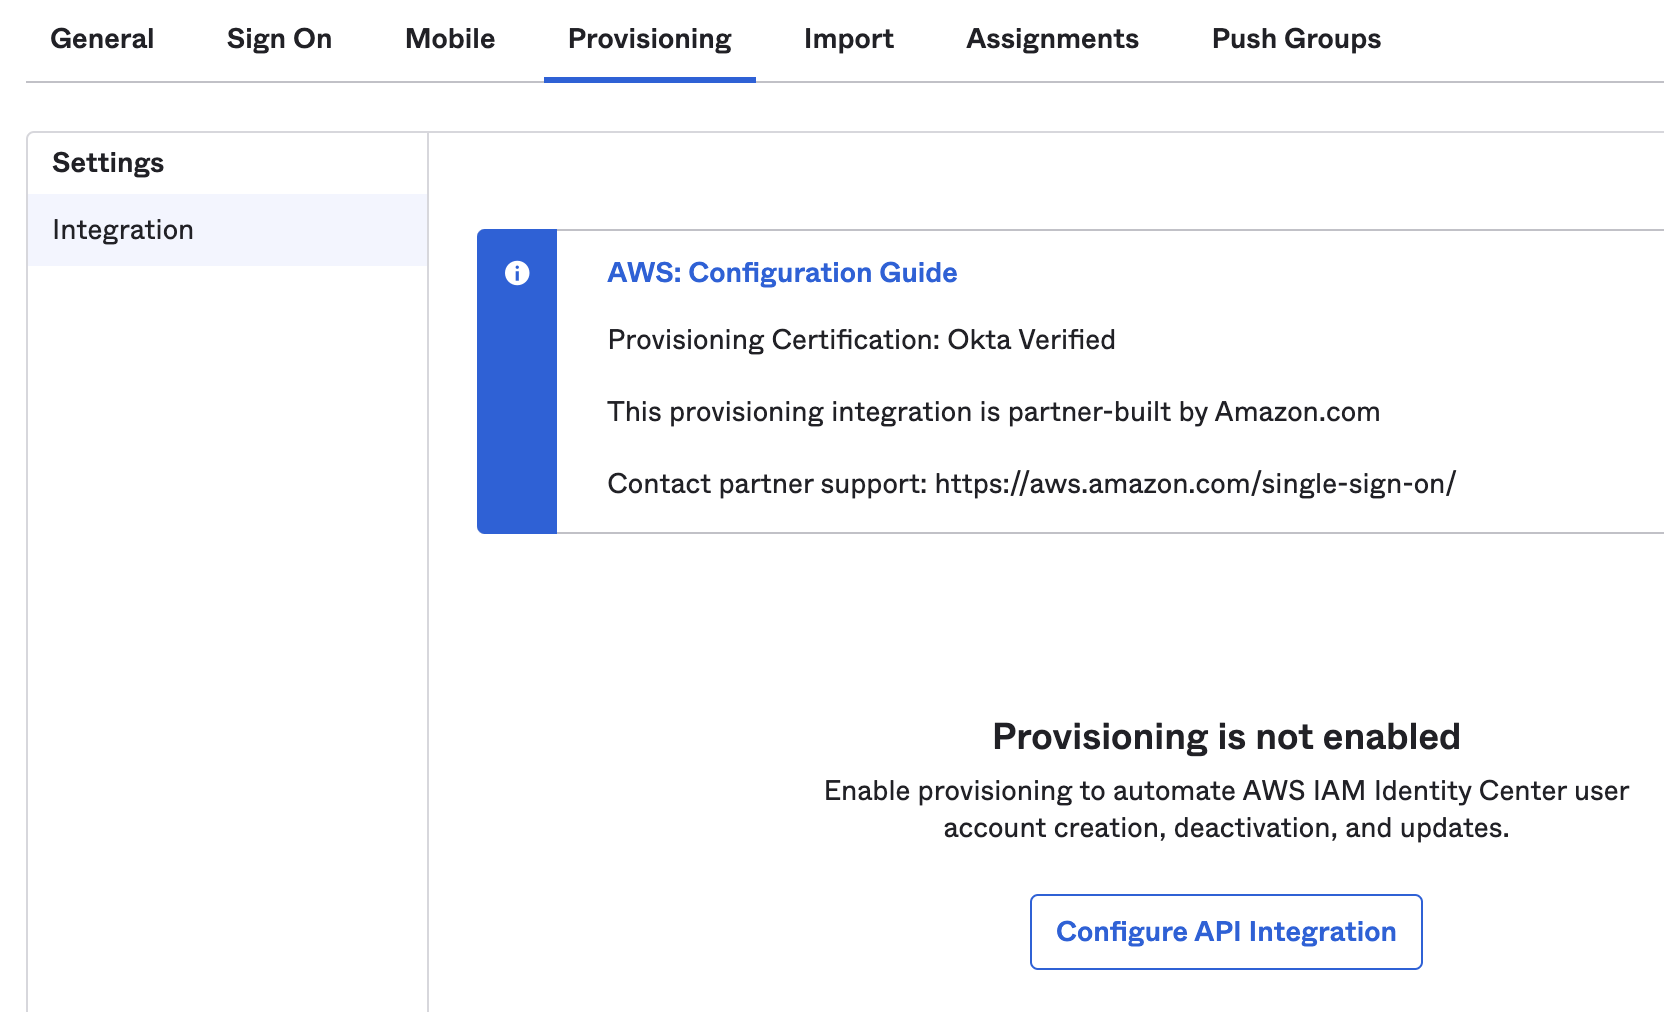 General Sign On Mobile Provisioning Import Assignments Push Groups
Settings
Integration
AWS: Configuration Guide
Provisioning Certification: Okta Verified
This provisioning integration is partner-built by Amazon.com
Contact partner support: https://aws.amazon.com/single-sign-on/
Provisioning is not enabled
Enable provisioning to automate AWS IAM Identity Center user
account creation, deactivation, and updates.
Configure API Integration